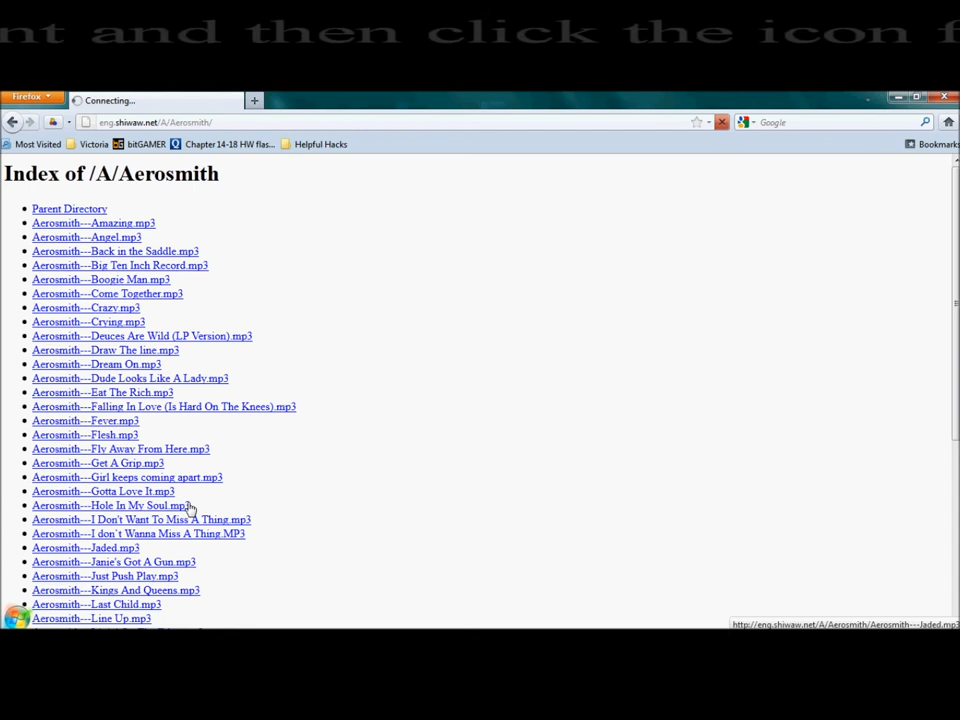 nt and then click the icon f
Firefox
Connecting...
eng.shiwaw.net/A/Aerosmith/
Google
Most Visited Victoria bitGAMER Chapter 14-18 HW flas... Helpful Hacks Bookmarks
Index of /A/Aerosmith
Parent Directory
Aerosmith---Amazing.mp3
Aerosmith---Angel.mp3
Aerosmith---Back in the Saddle.mp3
Aerosmith---Big Ten Inch Record.mp3
Aerosmith---Boogie Man.mp3
Aerosmith---Come Together.mp3
Aerosmith---Crazy.mp3
Aerosmith---Crying.mp3
Aerosmith---Deuces Are Wild (LP Version).mp3
Aerosmith---Draw The line.mp3
Aerosmith---Dream On.mp3
Aerosmith---Dude Looks Like A Lady.mp3
Aerosmith---Eat The Rich.mp3
Aerosmith---Falling In Love (Is Hard On The Knees).mp3
Aerosmith---Fever.mp3
Aerosmith---Flesh.mp3
Aerosmith---Fly Away From Here.mp3
Aerosmith---Get A Grip.mp3
Aerosmith---Girl keeps coming apart.mp3
Aerosmith---Gotta Love It.mp3
Aerosmith---Hole In My Soul.mp3
Aerosmith---I Don't Want To Miss A Thing.mp3
Aerosmith---I don`t Wanna Miss A Thing.MP3
Aerosmith---Jaded.mp3
Aerosmith---Janie's Got A Gun.mp3
Aerosmith---Just Push Play.mp3
Aerosmith---Kings And Queens.mp3
Aerosmith---Last Child.mp3
Aerosmith---Line Up.mp3
http://eng.shiwaw.net/A/Aerosmith/Aerosmith---Jaded.mp3